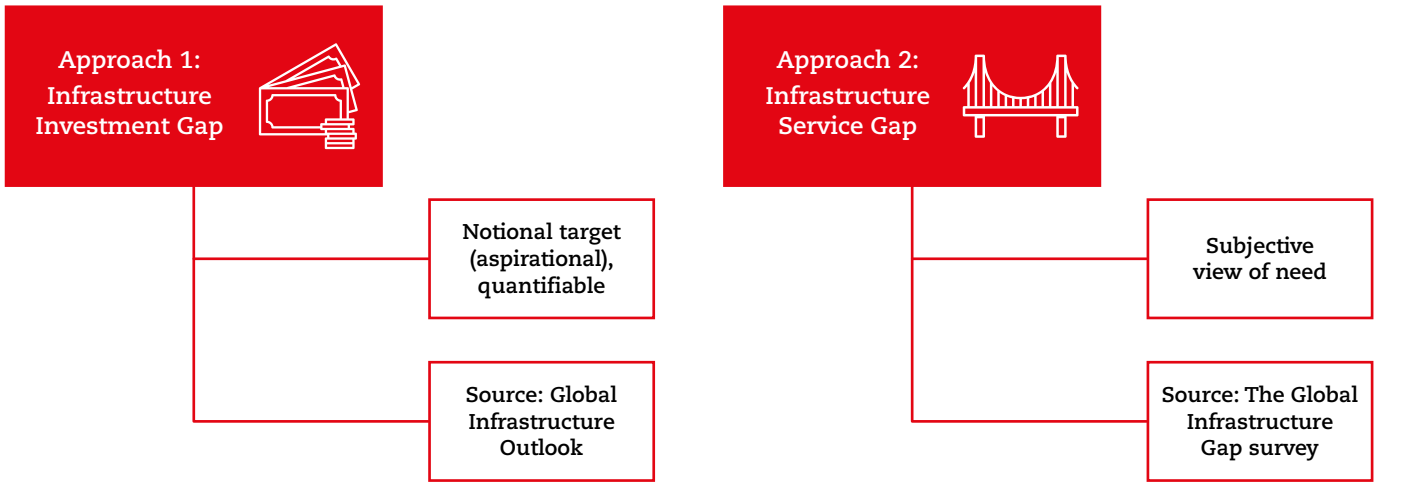 Approach 1:
Infrastructure
Investment Gap
Notional target
(aspirational),
quantifiable
Source: Global
Infrastructure
Outlook
Approach 2:
Infrastructure
Service Gap
Subjective
view of need
Source: The Global
Infrastructure
Gap survey